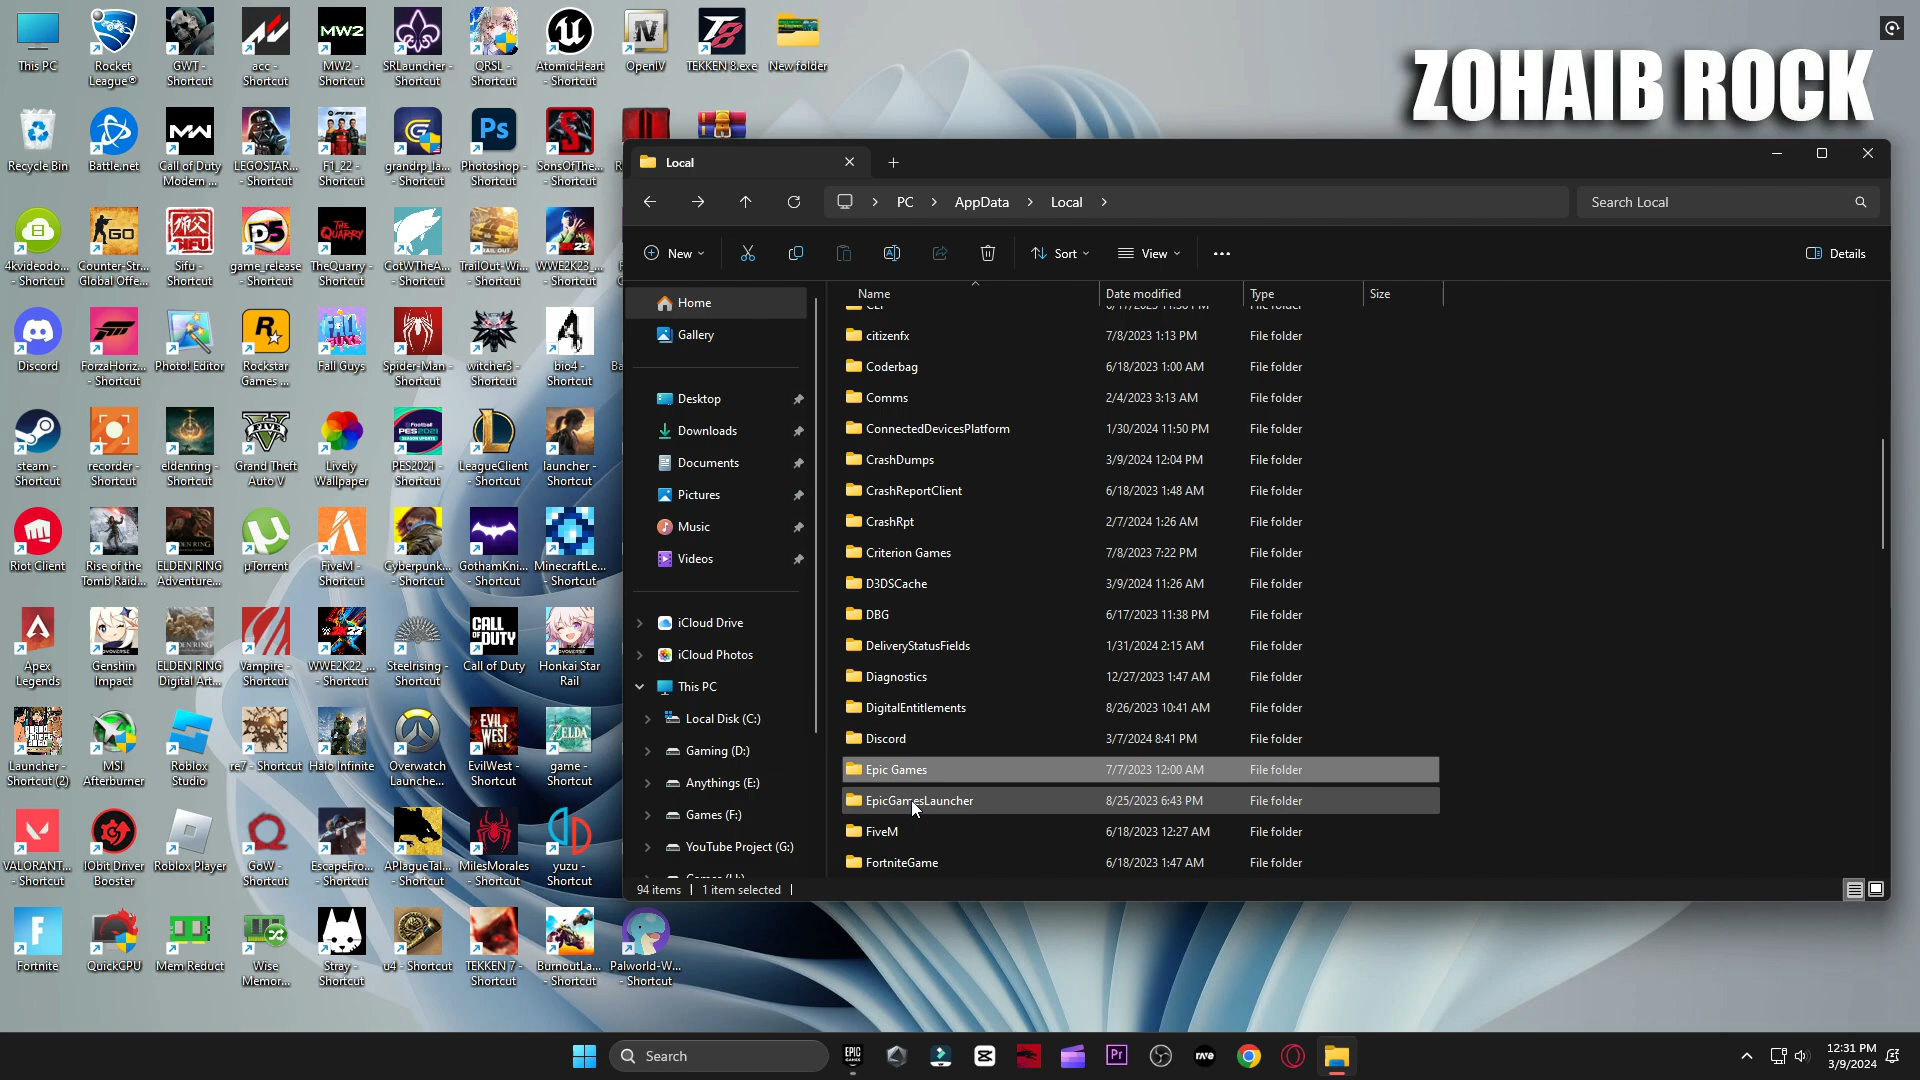 This PC
Rocket
League®
GWT -
Shortcut
acc -
Shortcut
MW2
MW2 -
Shortcut
SRLauncher -
Shortcut
QRSL -
Shortcut
AtomicHeart
- Shortcut
OpenIV
TEKKEN 8.exe
New folder
ZOHAIB ROCK
Recycle Bin
Battle.net
Call of Duty
Modern ...
LEGOSTAR...
- Shortcut
F1_22 -
Shortcut
grandrp_la...
- Shortcut
Ps
Photoshop -
Shortcut
SonsOfThe...
- Shortcut
4kvideodo...
- Shortcut
GO
Counter-Str...
Global Offe...
Sifu -
Shortcut
D5
game_release
- Shortcut
THE QUARRY
TheQuarry -
Shortcut
CotWTheA...
- Shortcut
TrailOut-Wi...
- Shortcut
2K23
WWE2K23_...
- Shortcut
Discord
ForzaHoriz...
- Shortcut
Photo! Editor
Rockstar
Games ...
Fall Guys
Spider-Man -
Shortcut
witcher3 -
Shortcut
bio4 -
Shortcut
steam -
Shortcut
recorder -
Shortcut
eldenring -
Shortcut
Grand Theft
Auto V
Lively
Wallpaper
PES2021 -
Shortcut
LeagueClient
- Shortcut
launcher -
Shortcut
Riot Client
Rise of the
Tomb Raid...
ELDEN RING
Adventure...
µTorrent
FiveM -
Shortcut
Cyberpunk...
- Shortcut
GothamKni...
- Shortcut
MinecraftLe...
- Shortcut
Apex
Legends
Genshin
Impact
ELDEN RING
Digital Art...
Vampire -
Shortcut
WWE2K22_...
- Shortcut
Steelrising -
Shortcut
CALL OF DUTY
Call of Duty
Honkai Star
Rail
Launcher -
Shortcut (2)
MSI
Afterburner
Roblox
Studio
re7 - Shortcut
Halo Infinite
Overwatch
Launche...
EVIL WEST
EvilWest -
Shortcut
ZELDA
game -
Shortcut
VALORANT...
- Shortcut
IObit Driver
Booster
Roblox Player
GoW -
Shortcut
EscapeFro...
- Shortcut
APlagueTal...
- Shortcut
MilesMorales
- Shortcut
yuzu -
Shortcut
Fortnite
QuickCPU
Mem Reduct
Wise
Memor...
Stray -
Shortcut
u4 - Shortcut
TEKKEN 7 -
Shortcut
BurnoutLa...
- Shortcut
Palworld-W...
- Shortcut
Local
PC > AppData > Local >
Search Local
New
Sort
View
Details
Home
Gallery
Desktop
Downloads
Documents
Pictures
Music
Videos
iCloud Drive
iCloud Photos
This PC
Local Disk (C:)
Gaming (D:)
Anythings (E:)
Games (F:)
YouTube Project (G:)
Name Date modified Type Size
citizenfx 7/8/2023 1:13 PM File folder
Coderbag 6/18/2023 1:00 AM File folder
Comms 2/4/2023 3:13 AM File folder
ConnectedDevicesPlatform 1/30/2024 11:50 PM File folder
CrashDumps 3/9/2024 12:04 PM File folder
CrashReportClient 6/18/2023 1:48 AM File folder
CrashRpt 2/7/2024 1:26 AM File folder
Criterion Games 7/8/2023 7:22 PM File folder
D3DSCache 3/9/2024 11:26 AM File folder
DBG 6/17/2023 11:38 PM File folder
DeliveryStatusFields 1/31/2024 2:15 AM File folder
Diagnostics 12/27/2023 1:47 AM File folder
DigitalEntitlements 8/26/2023 10:41 AM File folder
Discord 3/7/2024 8:41 PM File folder
Epic Games 7/7/2023 12:00 AM File folder
EpicGamesLauncher 8/25/2023 6:43 PM File folder
FiveM 6/18/2023 12:27 AM File folder
FortniteGame 6/18/2023 1:47 AM File folder
94 items | 1 item selected |
Search
EPIC GAMES
Pr
12:31 PM
3/9/2024